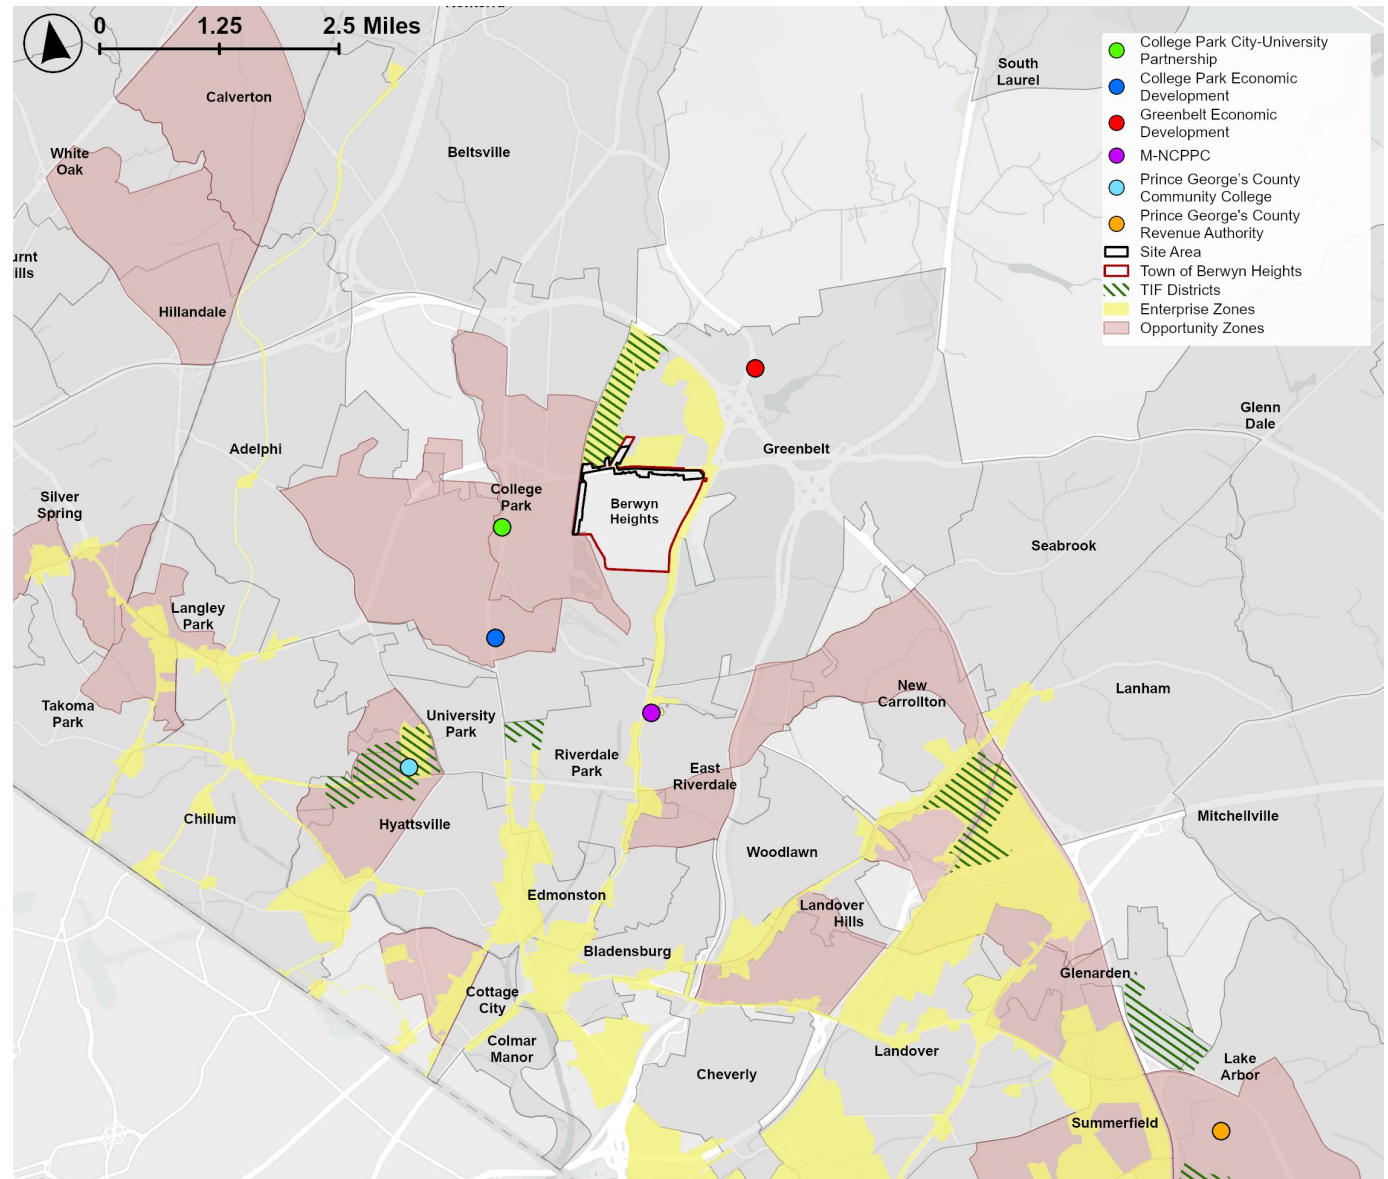 0 1.25 2.5 Miles
Calverton
White
Oak
Beltsville
South
Laurel
College Park City-University
Partnership
College Park Economic
Development
Greenbelt Economic
Development
M-NCPPC
Prince George's County
Community College
Prince George's County
Revenue Authority
Site Area
Town of Berwyn Heights
TIF Districts
Enterprise Zones
Opportunity Zones
urnt
ills
Hillandale
Adelphi
Greenbelt
Glenn
Dale
Silver
Spring
College
Park
Berwyn
Heights
Seabrook
Langley
Park
Takoma
Park
University
Park
New
Carrollton
Lanham
Riverdale
Park
East
Riverdale
Chillum
Hyattsville
Mitchellville
Woodlawn
Edmonston
Landover
Hills
Bladensburg
Glenarden
Cottage
City
Colmar
Manor
Landover
Cheverly
Lake
Arbor
Summerfield